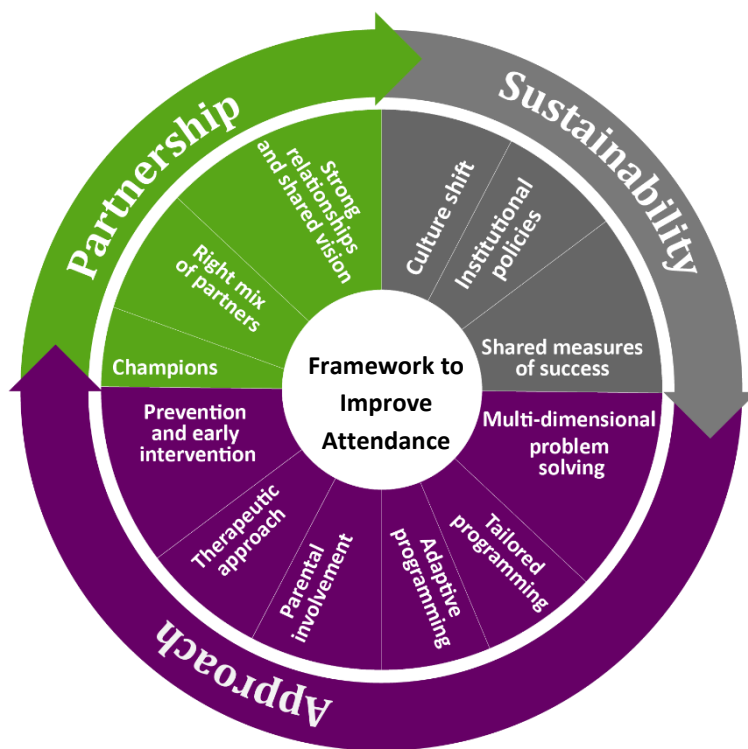 Partnership
Sustainability
Approach
Strong
relationships
and shared vision
Right mix
of partners
Champions
Culture shift
Institutional
policies
Shared measures
of success
Multi-dimensional
problem
solving
Tailored
programming
Adaptive
programming
Parental
involvement
Therapeutic
approach
Prevention
and early
intervention
Framework to
Improve
Attendance